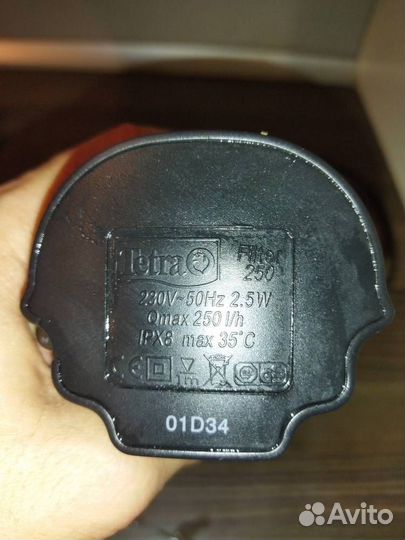 Tetra
Filter
250
230V~50Hz 2.5W
Qmax 250 l/h
IPX8 max 35°C
01D34
Avito